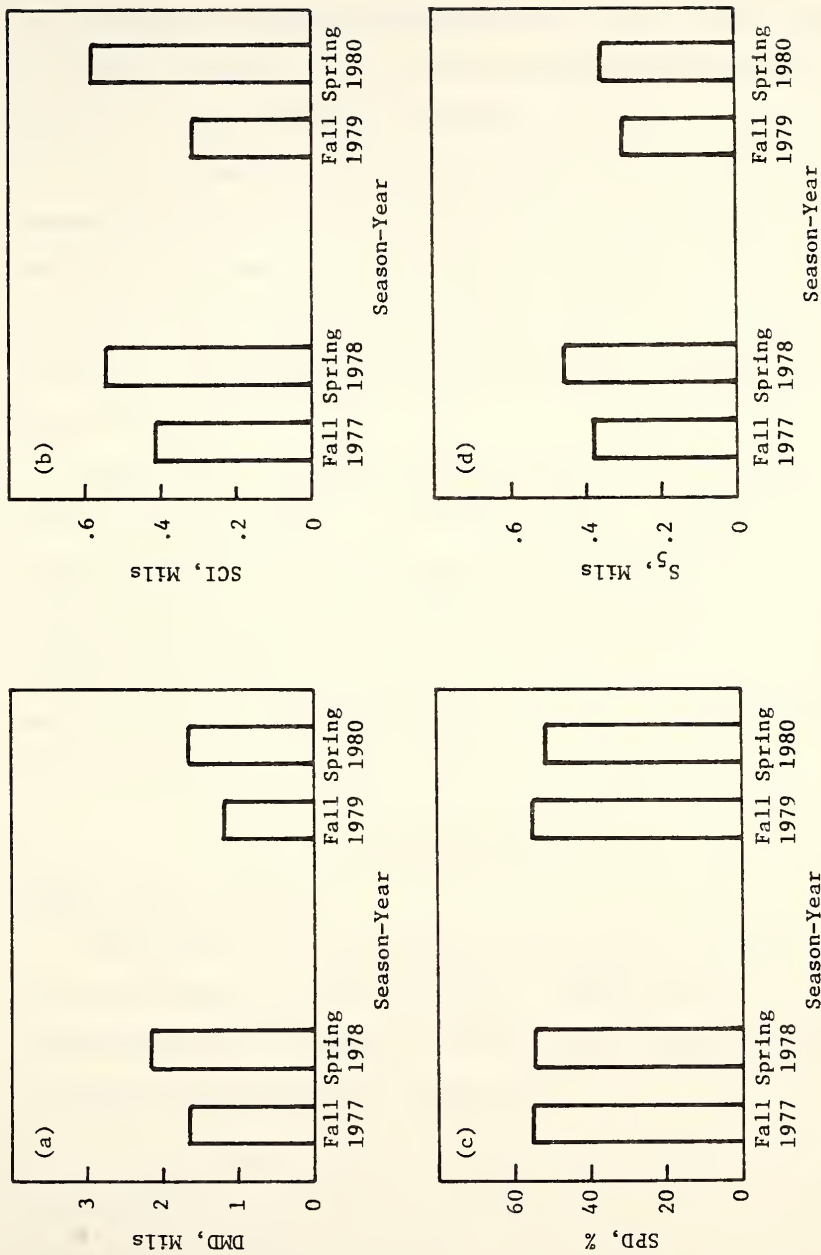 (a)
DMD, Mills
3
2
1
0
Fall Spring Fall Spring
1977 1978 1979 1980
Season-Year
(b)
SCI, Mills
.6
.4
.2
0
Fall Spring Fall Spring
1977 1978 1979 1980
Season-Year
(c)
SPD, %
60
40
20
0
Fall Spring Fall Spring
1977 1978 1979 1980
Season-Year
(d)
S5, Mills
.6
.4
.2
0
Fall Spring Fall Spring
1977 1978 1979 1980
Season-Year